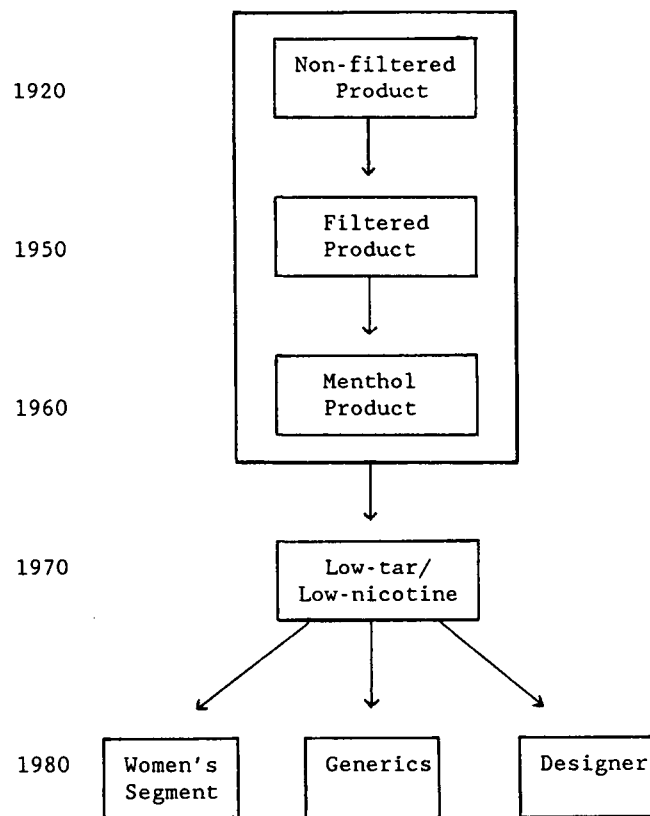 1920
Non-filtered
Product
1950
Filtered
Product
1960
Menthol
Product
1970
Low-tar/
Low-nicotine
1980
Women's
Segment
Generics
Designer